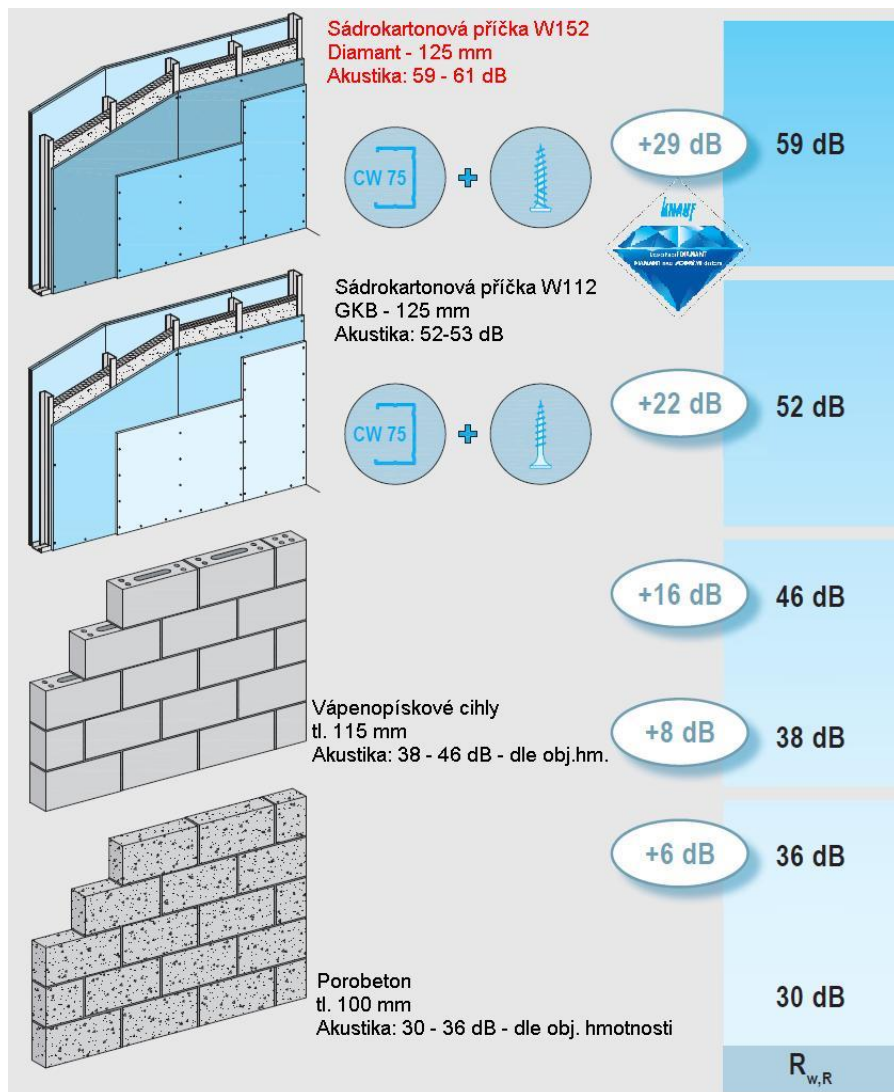 Sádrokartonová příčka W152
Diamant - 125 mm
Akustika: 59 - 61 dB
CW 75
+29 dB
59 dB
KNAUF
Sádrokartonová příčka W112
GKB - 125 mm
Akustika: 52-53 dB
CW 75
+22 dB
52 dB
+16 dB
46 dB
Vápenopískové cihly
tl. 115 mm
Akustika: 38 - 46 dB - dle obj.hm.
+8 dB
38 dB
+6 dB
36 dB
Porobeton
tl. 100 mm
Akustika: 30 - 36 dB - dle obj. hmotnosti
30 dB
Rw,R